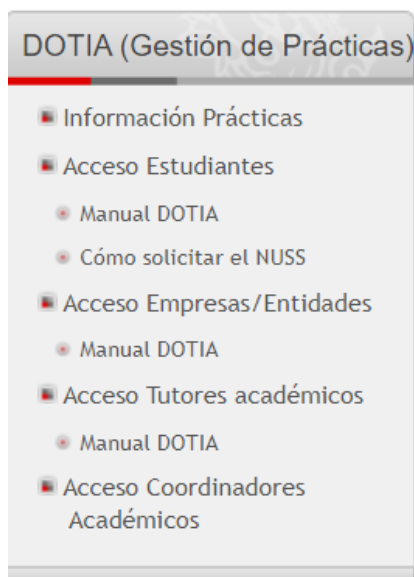 DOTIA (Gestión de Prácticas)
Información Prácticas
Acceso Estudiantes
Manual DOTIA
Cómo solicitar el NUSS
Acceso Empresas/Entidades
Manual DOTIA
Acceso Tutores académicos
Manual DOTIA
Acceso Coordinadores
Académicos